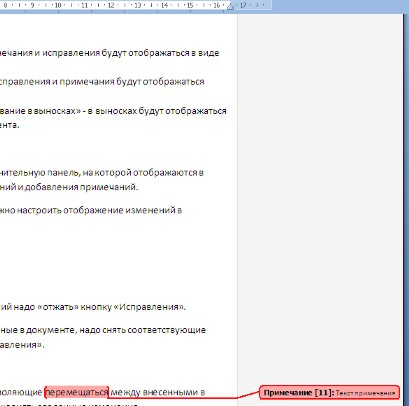 8 · 9 · 10 · 11 · 12 · 13 · 14 · 15 · 16 · 17
ечания и исправления будут отображаться в виде
справления и примечания будут отображаться
вание в выносках» - в выносках будут отображаться
ента.
нительную панель, на которой отображаются в
ний и добавления примечаний.
жно настроить отображение изменений в
ий надо «отжать» кнопку «Исправления».
ные в документе, надо снять соответствующие
авления».
воляющие перемещаться между внесенными в
Примечание [11]: Текст примечания